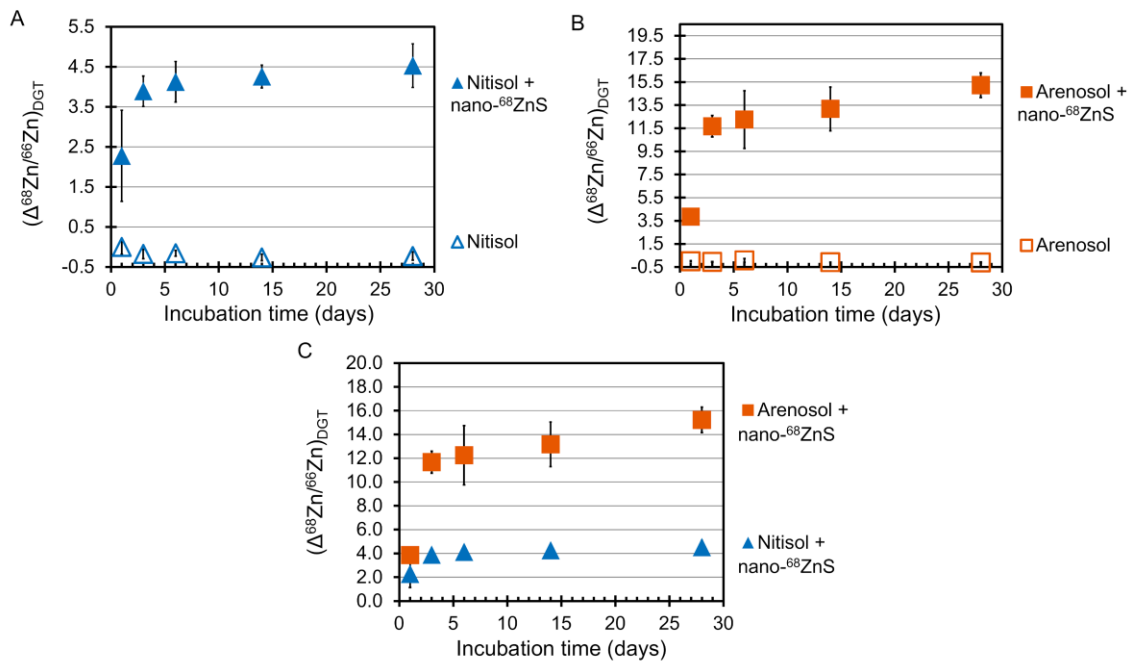 A
5.5
4.5
3.5
2.5
1.5
0.5
-0.5
(Δ⁶⁸Zn/⁶⁶Zn)DGT
0 5 10 15 20 25 30
Incubation time (days)
Nitisol +
nano-⁶⁸ZnS
Nitisol
B
19.5
17.5
15.5
13.5
11.5
9.5
7.5
5.5
3.5
1.5
-0.5
(Δ⁶⁸Zn/⁶⁶Zn)DGT
0 5 10 15 20 25 30
Incubation time (days)
Arenosol +
nano-⁶⁸ZnS
Arenosol
C
20.0
18.0
16.0
14.0
12.0
10.0
8.0
6.0
4.0
2.0
0.0
(Δ⁶⁸Zn/⁶⁶Zn)DGT
0 5 10 15 20 25 30
Incubation time (days)
Arenosol +
nano-⁶⁸ZnS
Nitisol +
nano-⁶⁸ZnS